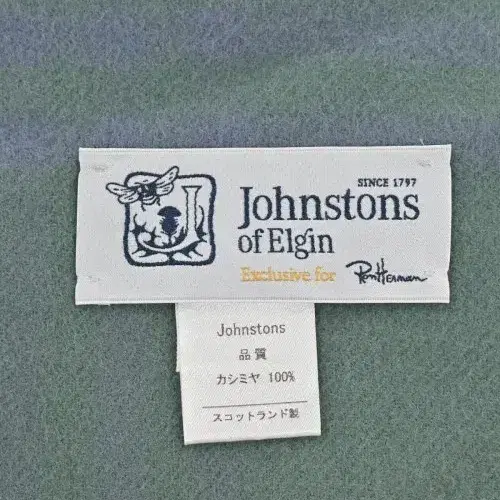 SINCE 1797
J
Johnstons
of Elgin
Exclusive for Ron Herman
Johnstons
品質
カシミヤ 100%
スコットランド製